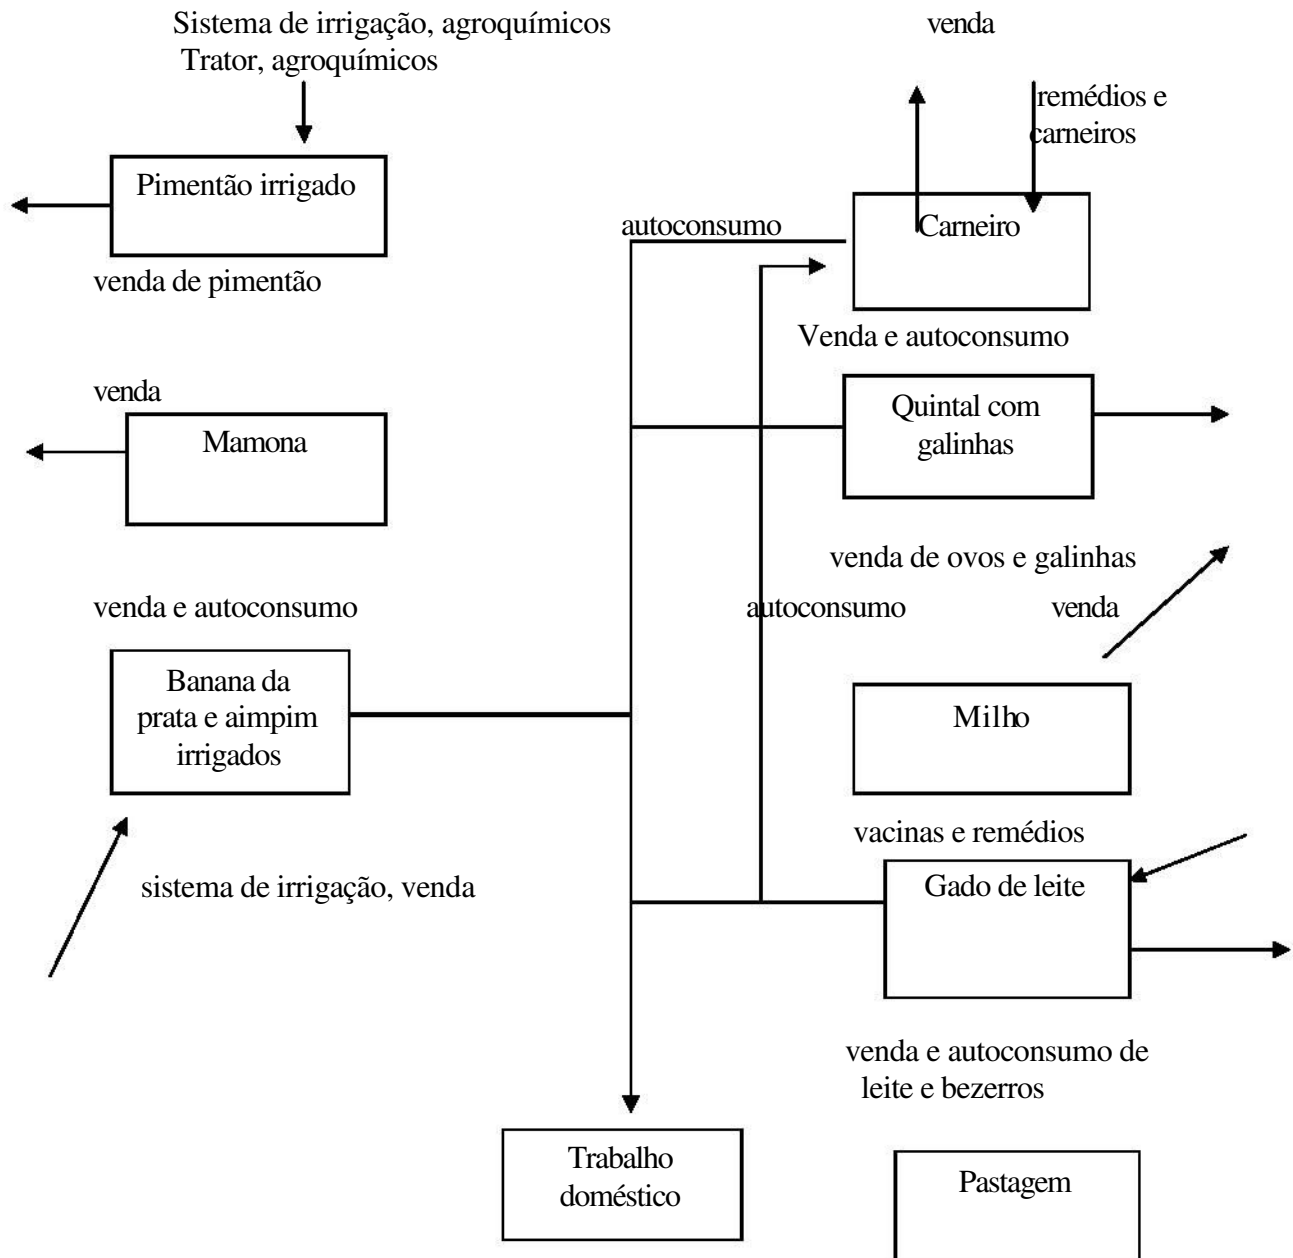 Sistema de irrigação, agroquímicos
Trator, agroquímicos
venda
remédios e
carneiros
Pimentão irrigado
venda de pimentão
autoconsumo
Carneiro
Venda e autoconsumo
venda
Mamona
Quintal com
galinhas
venda de ovos e galinhas
venda e autoconsumo
autoconsumo
venda
Banana da
prata e aimpim
irrigados
Milho
sistema de irrigação, venda
vacinas e remédios
Gado de leite
venda e autoconsumo de
leite e bezerros
Trabalho
doméstico
Pastagem